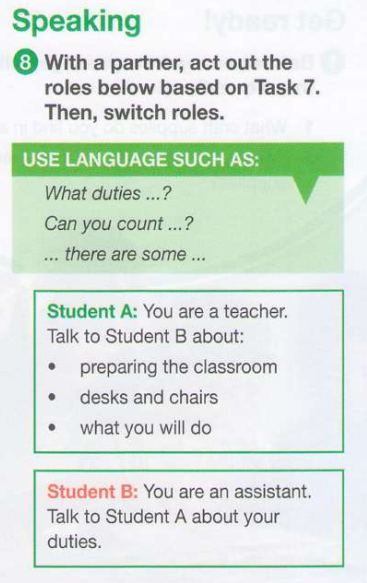 Speaking
8 With a partner, act out the
roles below based on Task 7.
Then, switch roles.
USE LANGUAGE SUCH AS:
What duties ...?
Can you count ...?
... there are some ...
Student A: You are a teacher.
Talk to Student B about:
• preparing the classroom
• desks and chairs
• what you will do
Student B: You are an assistant.
Talk to Student A about your
duties.